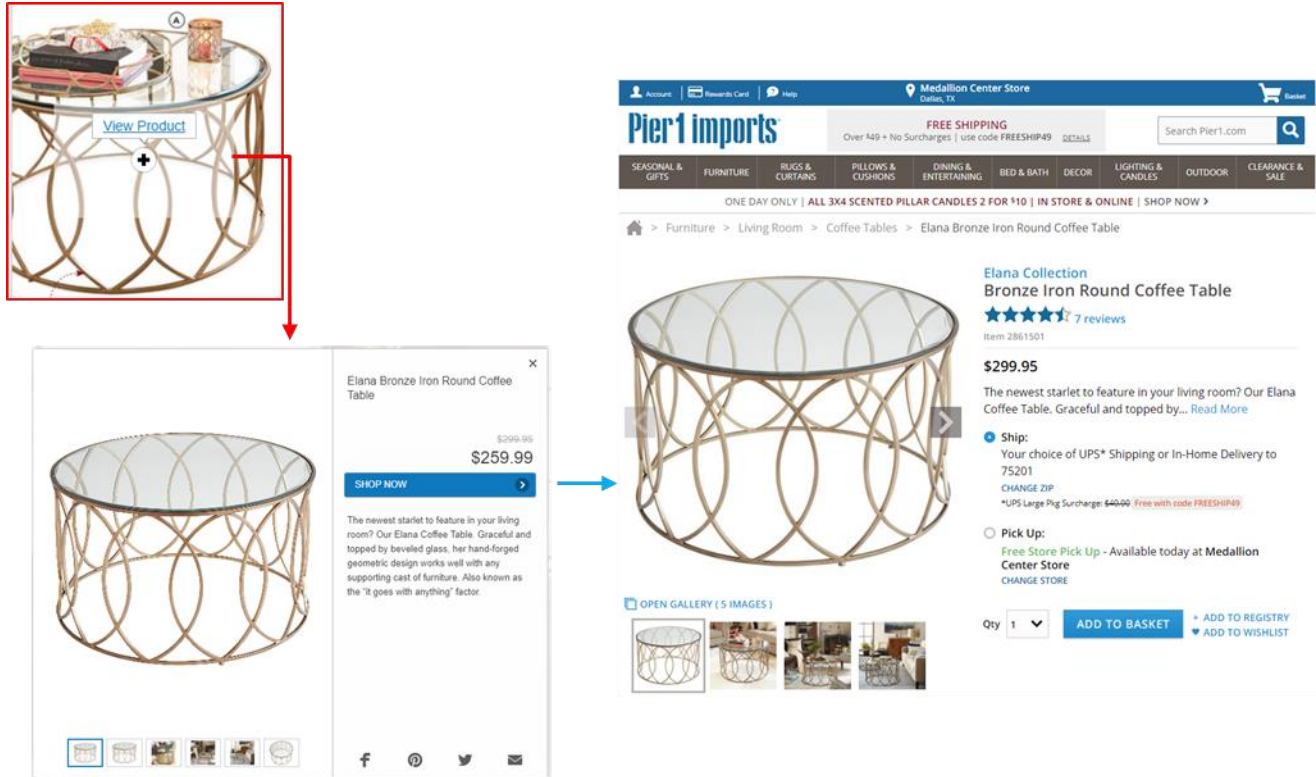 A
View Product
Elana Bronze Iron Round Coffee
Table
$299.95
$259.99
SHOP NOW
The newest starlet to feature in your living
room? Our Elana Coffee Table. Graceful and
topped by beveled glass, her hand-forged
geometric design works well with any
supporting cast of furniture. Also known as
the "it goes with anything" factor.
Account | Rewards Card | Help
Medallion Center Store
Dallas, TX
Basket
Pier1 imports
FREE SHIPPING
Over $49 + No Surcharges | use code FREESHIP49 DETAILS
Search Pier1.com
SEASONAL & GIFTS
FURNITURE
RUGS & CURTAINS
PILLOWS & CUSHIONS
DINING & ENTERTAINING
BED & BATH
DECOR
LIGHTING & CANDLES
OUTDOOR
CLEARANCE & SALE
ONE DAY ONLY | ALL 3X4 SCENTED PILLAR CANDLES 2 FOR $10 | IN STORE & ONLINE | SHOP NOW >
> Furniture > Living Room > Coffee Tables > Elana Bronze Iron Round Coffee Table
Elana Collection
Bronze Iron Round Coffee Table
7 reviews
Item 2861501
$299.95
The newest starlet to feature in your living room? Our Elana
Coffee Table. Graceful and topped by... Read More
Ship:
Your choice of UPS* Shipping or In-Home Delivery to
75201
CHANGE ZIP
*UPS Large Pkg Surcharge: $40.00 Free with code FREESHIP49
Pick Up:
Free Store Pick Up - Available today at Medallion
Center Store
CHANGE STORE
OPEN GALLERY ( 5 IMAGES )
Qty 1
ADD TO BASKET
+ ADD TO REGISTRY
ADD TO WISHLIST